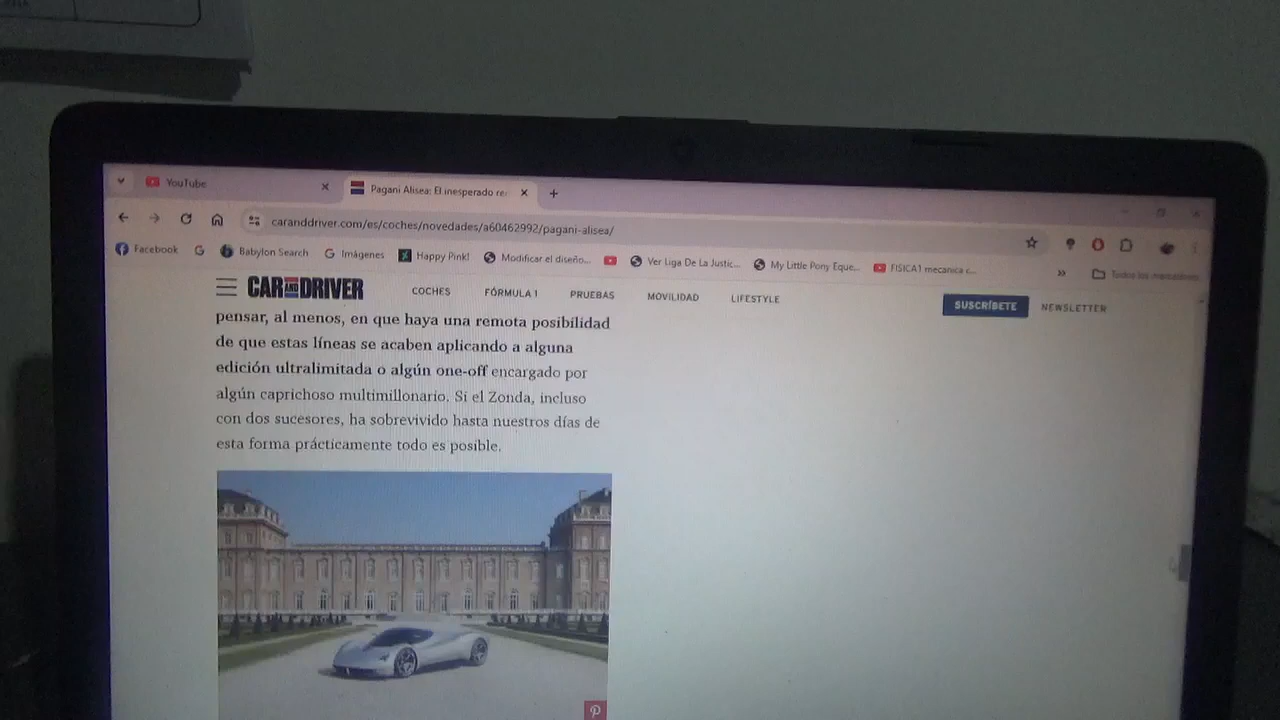 YouTube
Pagani Alisea: El inesperado re
caranddriver.com/es/coches/novedades/a60462992/pagani-alisea/
Facebook G Babylon Search Imágenes Happy Pink! Modificar el diseño... Ver Liga De La Justic... My Little Pony Eque... FISICA1 mecanica c... » Todos los marcadores
CAR AND DRIVER COCHES FÓRMULA 1 PRUEBAS MOVILIDAD LIFESTYLE SUSCRÍBETE NEWSLETTER
pensar, al menos, en que haya una remota posibilidad
de que estas líneas se acaben aplicando a alguna
edición ultralimitada o algún one-off encargado por
algún caprichoso multimillonario. Si el Zonda, incluso
con dos sucesores, ha sobrevivido hasta nuestros días de
esta forma prácticamente todo es posible.